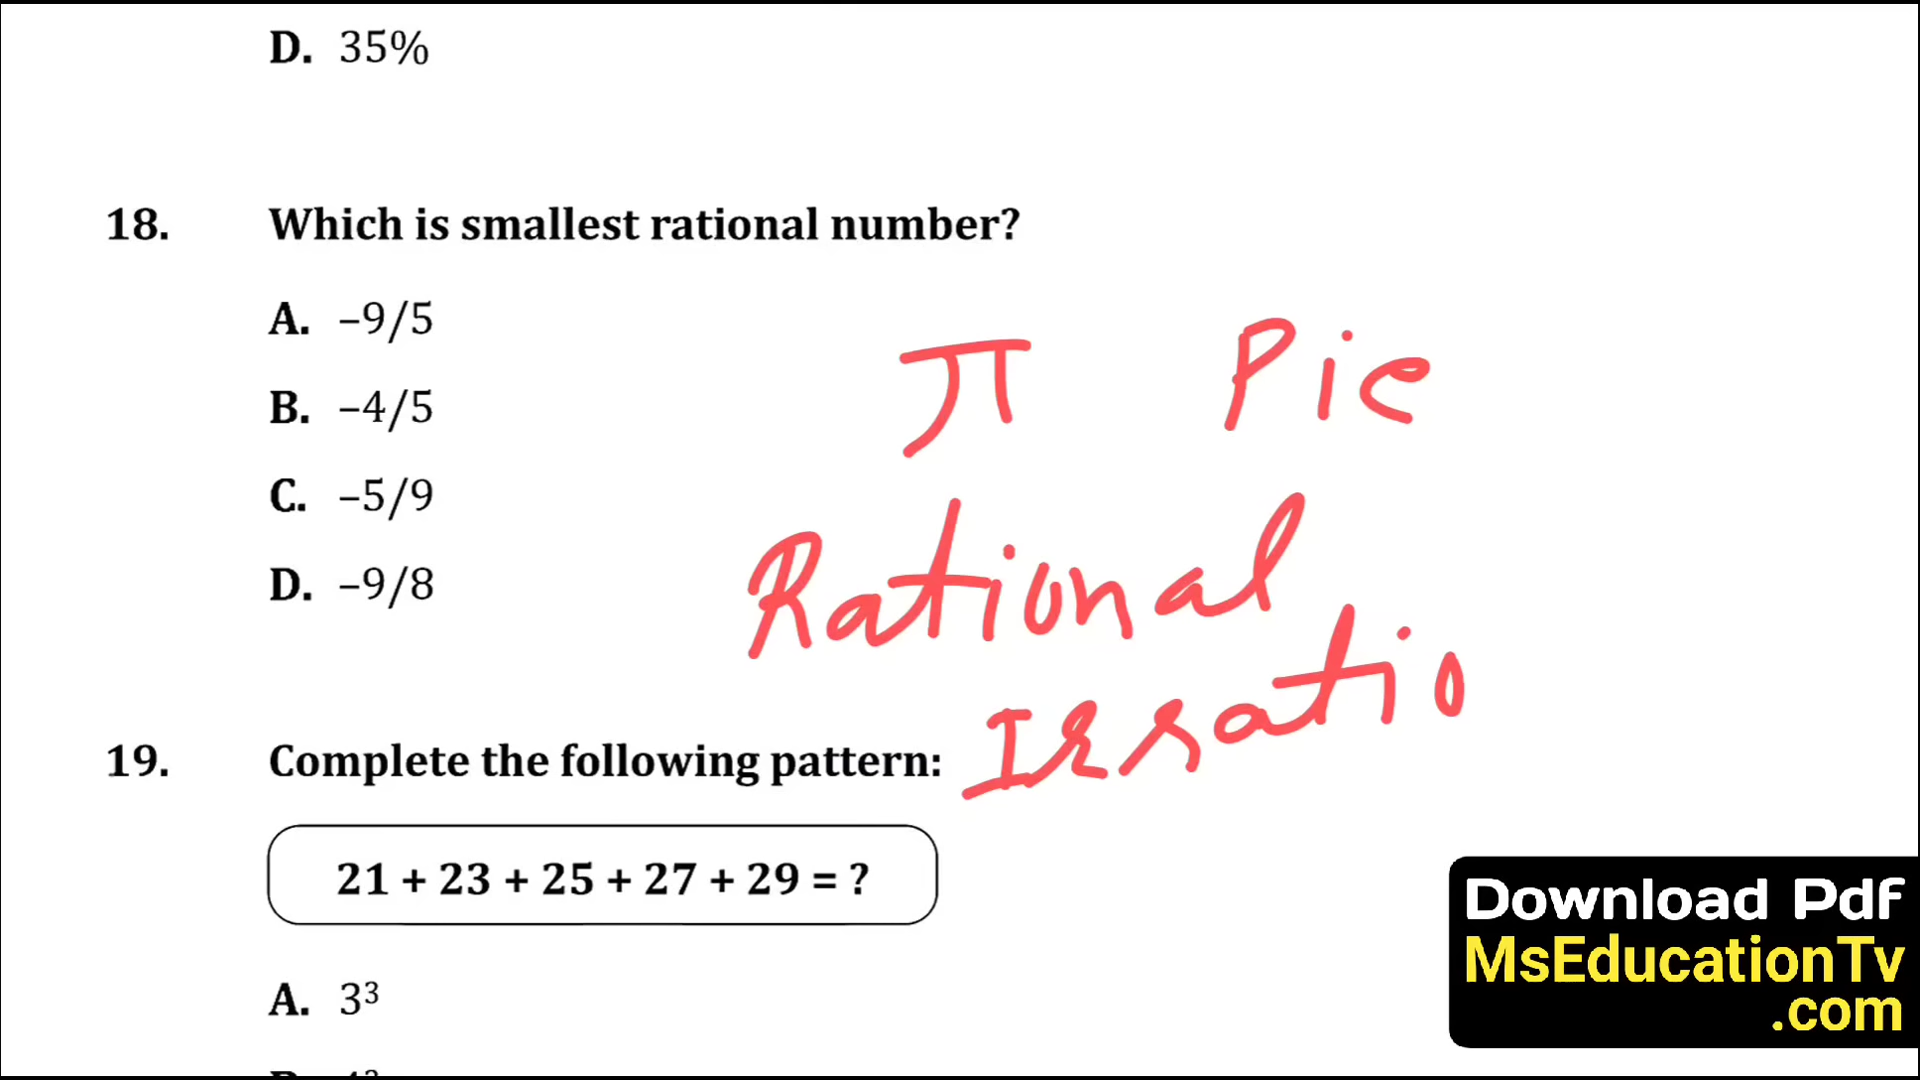 D. 35%
18. Which is smallest rational number?
A. –9/5
B. –4/5
C. –5/9
D. –9/8
π Pie
Rational
Irratio
19. Complete the following pattern:
21 + 23 + 25 + 27 + 29 = ?
A. 3³
Download Pdf
MsEducationTv
.com